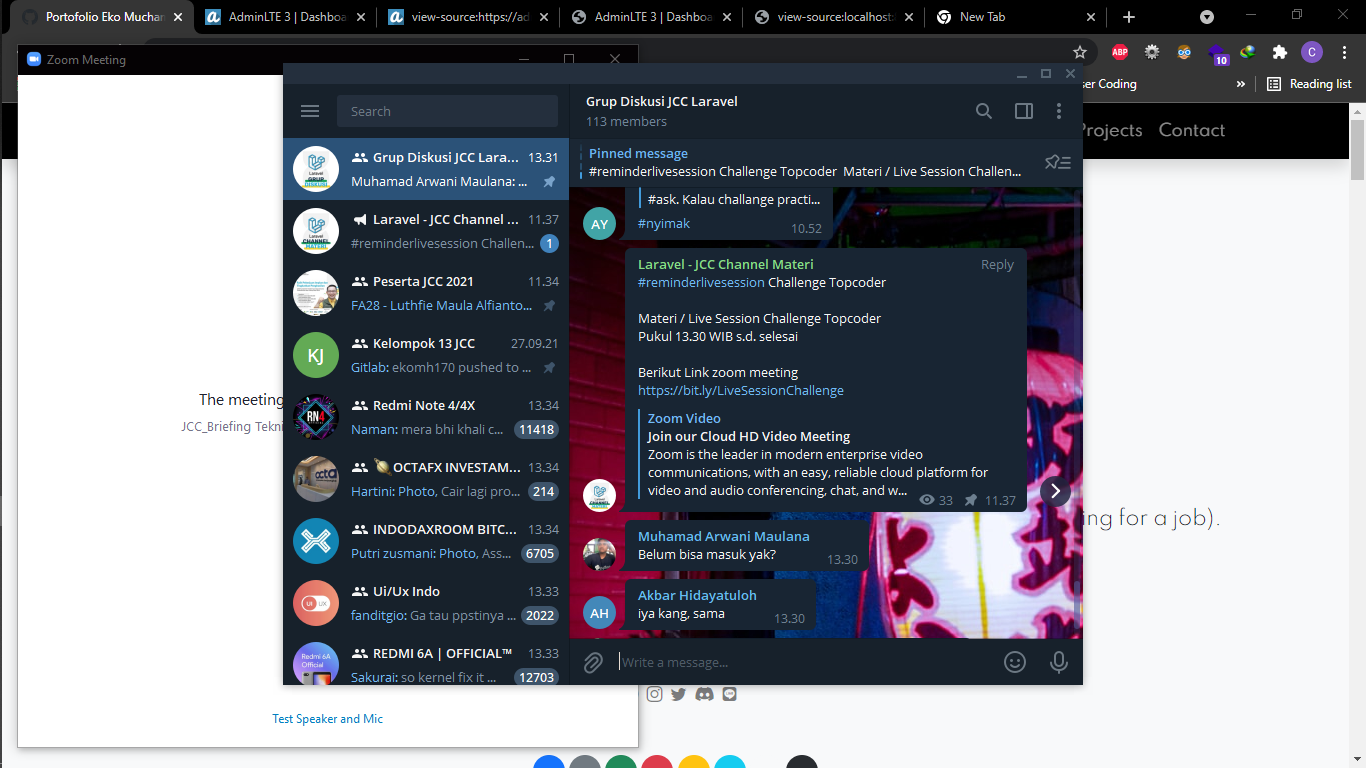 Portofolio Eko Muchar
AdminLTE 3 | Dashboa
view-source:https://ad
AdminLTE 3 | Dashboa
view-source:localhost:
New Tab
ABP
10
C
ser Coding
»
Reading list
Projects Contact
Zoom Meeting
The meeting
JCC_Briefing Tekni
Test Speaker and Mic
Search
Grup Diskusi JCC Lara... 13.31
Muhamad Arwani Maulana: ...
Laravel - JCC Channel ... 11.37
#reminderlivesession Challen... 1
Peserta JCC 2021 11.34
FA28 - Luthfie Maula Alfianto...
KJ
Kelompok 13 JCC 27.09.21
Gitlab: ekomh170 pushed to ...
RN4
Redmi Note 4/4X 13.34
Naman: mera bhi khali c... 11418
octa
🪐OCTAFX INVESTAM... 13.34
Hartini: Photo, Cair lagi pro... 214
INDODAXROOM BITC... 13.34
Putri zusmani: Photo, Ass... 6705
UI UX
Ui/Ux Indo 13.33
fanditgio: Ga tau ppstinya ... 2022
Redmi 6A
Official
REDMI 6A | OFFICIAL™ 13.33
Sakurai: so kernel fix it ... 12703
Grup Diskusi JCC Laravel
113 members
Pinned message
#reminderlivesession Challenge Topcoder Materi / Live Session Challen...
#ask. Kalau challange practi...
AY
#nyimak 10.52
Laravel - JCC Channel Materi Reply
#reminderlivesession Challenge Topcoder
Materi / Live Session Challenge Topcoder
Pukul 13.30 WIB s.d. selesai
Berikut Link zoom meeting
https://bit.ly/LiveSessionChallenge
Zoom Video
Join our Cloud HD Video Meeting
Zoom is the leader in modern enterprise video
communications, with an easy, reliable cloud platform for
video and audio conferencing, chat, and w...
33 11.37
Muhamad Arwani Maulana
Belum bisa masuk yak? 13.30
AH
Akbar Hidayatuloh
iya kang, sama 13.30
Write a message...
ing for a job).